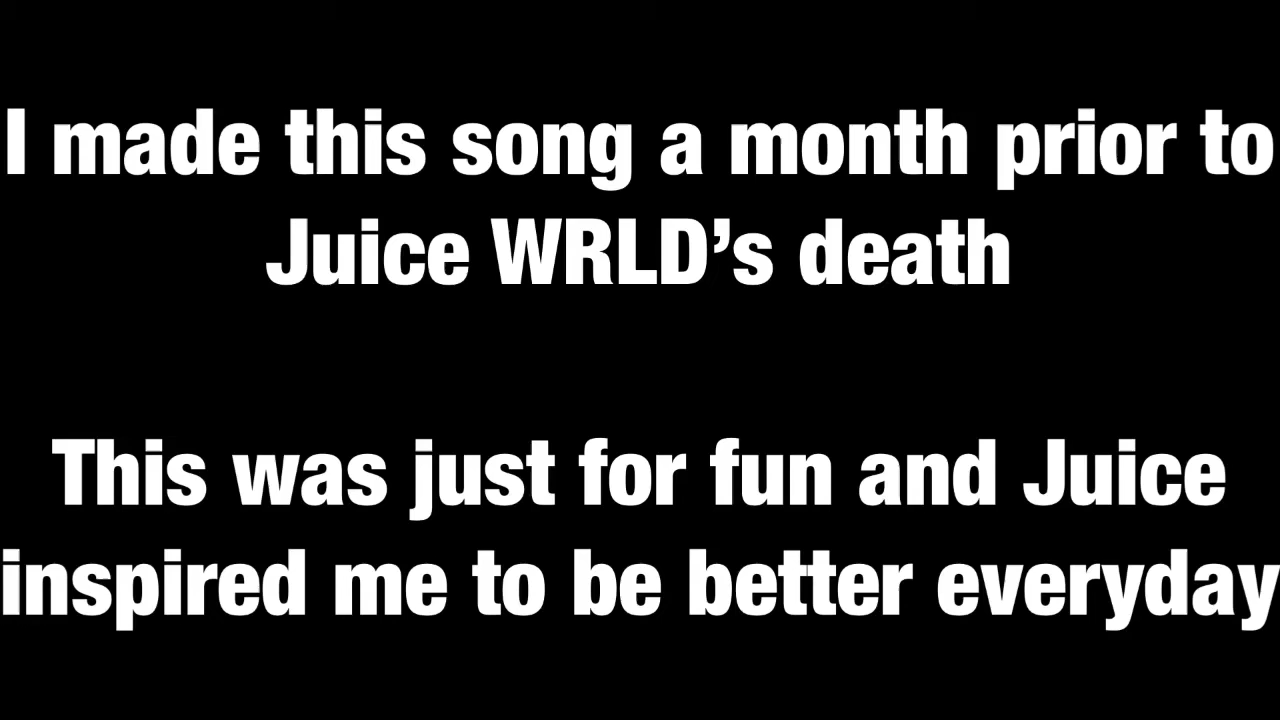 I made this song a month prior to
Juice WRLD’s death
This was just for fun and Juice
inspired me to be better everyday